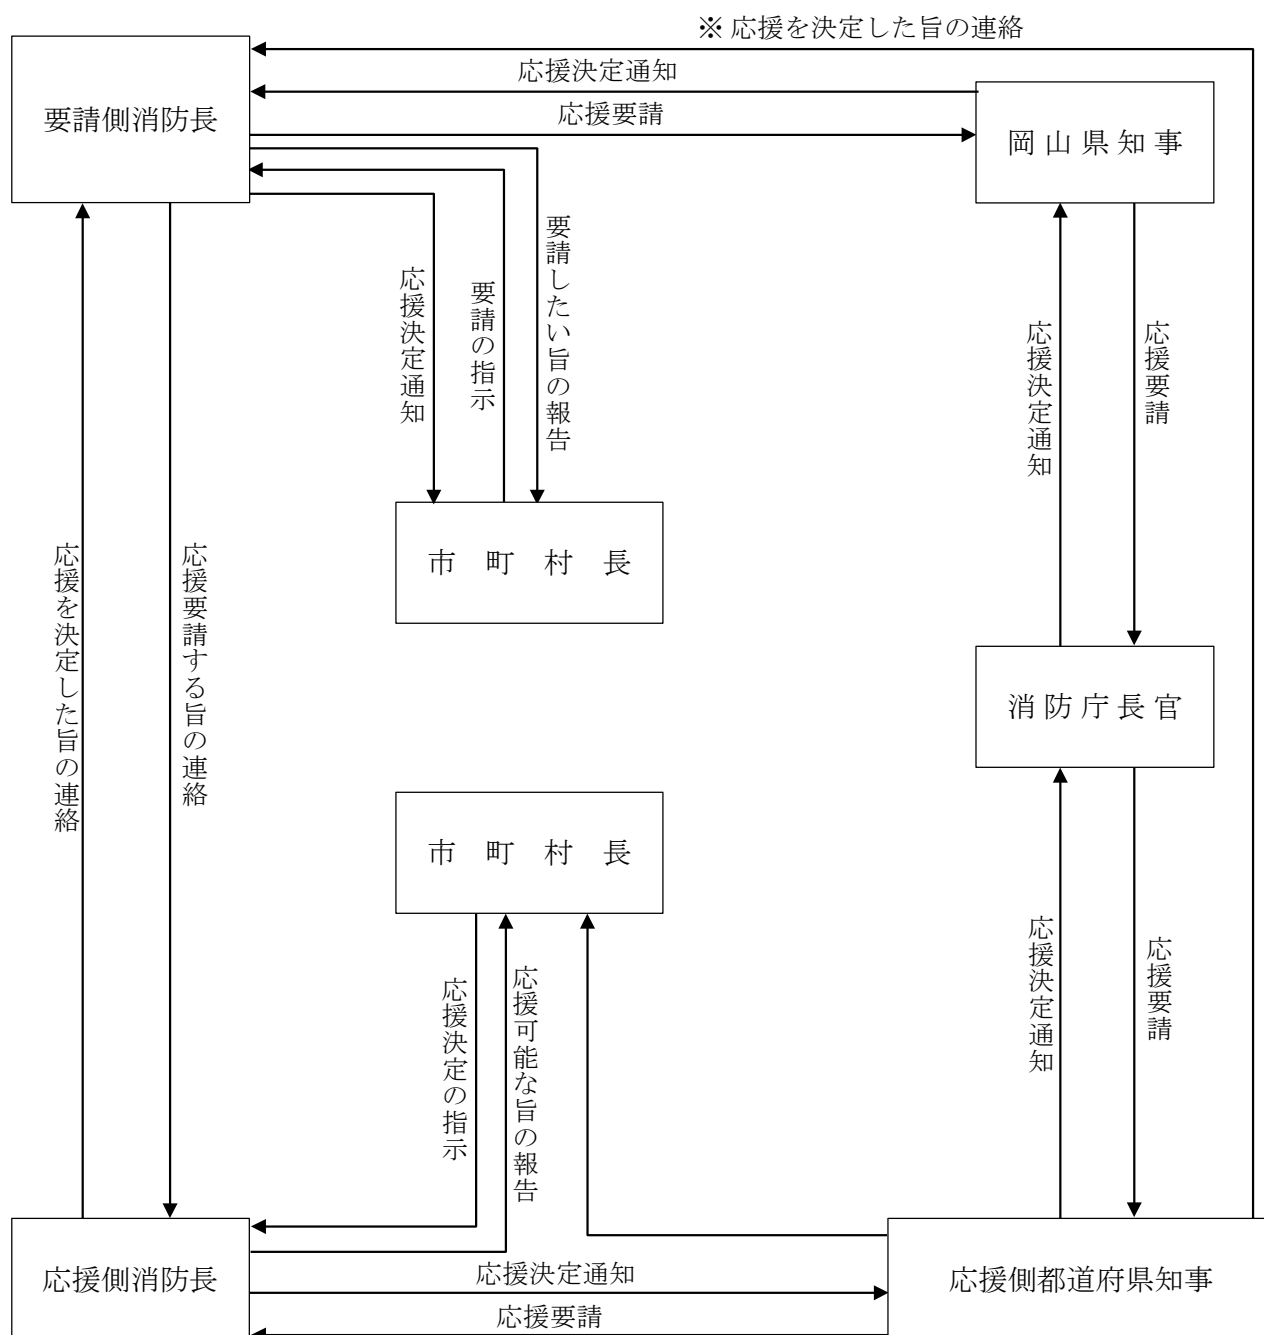 ※ 応援を決定した旨の連絡
応援決定通知
応援要請
要請側消防長
岡山県知事
応援決定通知
要請の指示
要請したい旨の報告
応援決定通知
応援要請
市町村長
応援を決定した旨の連絡
応援要請する旨の連絡
消防庁長官
市町村長
応援決定の指示
応援可能な旨の報告
応援決定通知
応援要請
応援側消防長
応援決定通知
応援要請
応援側都道府県知事